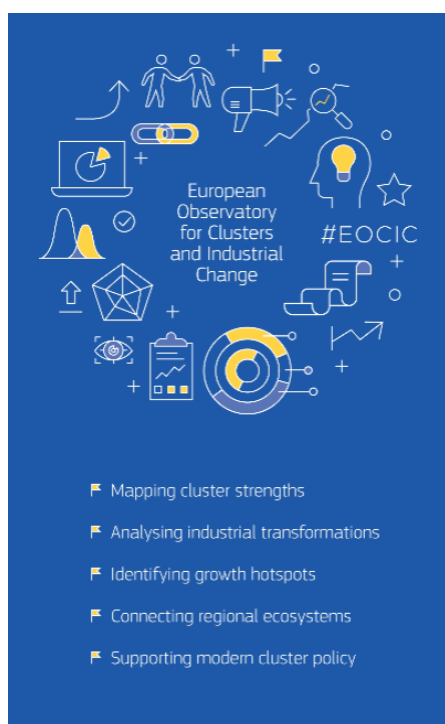 European
Observatory
for Clusters
and Industrial
Change
#EOCIC
Mapping cluster strengths
Analysing industrial transformations
Identifying growth hotspots
Connecting regional ecosystems
Supporting modern cluster policy